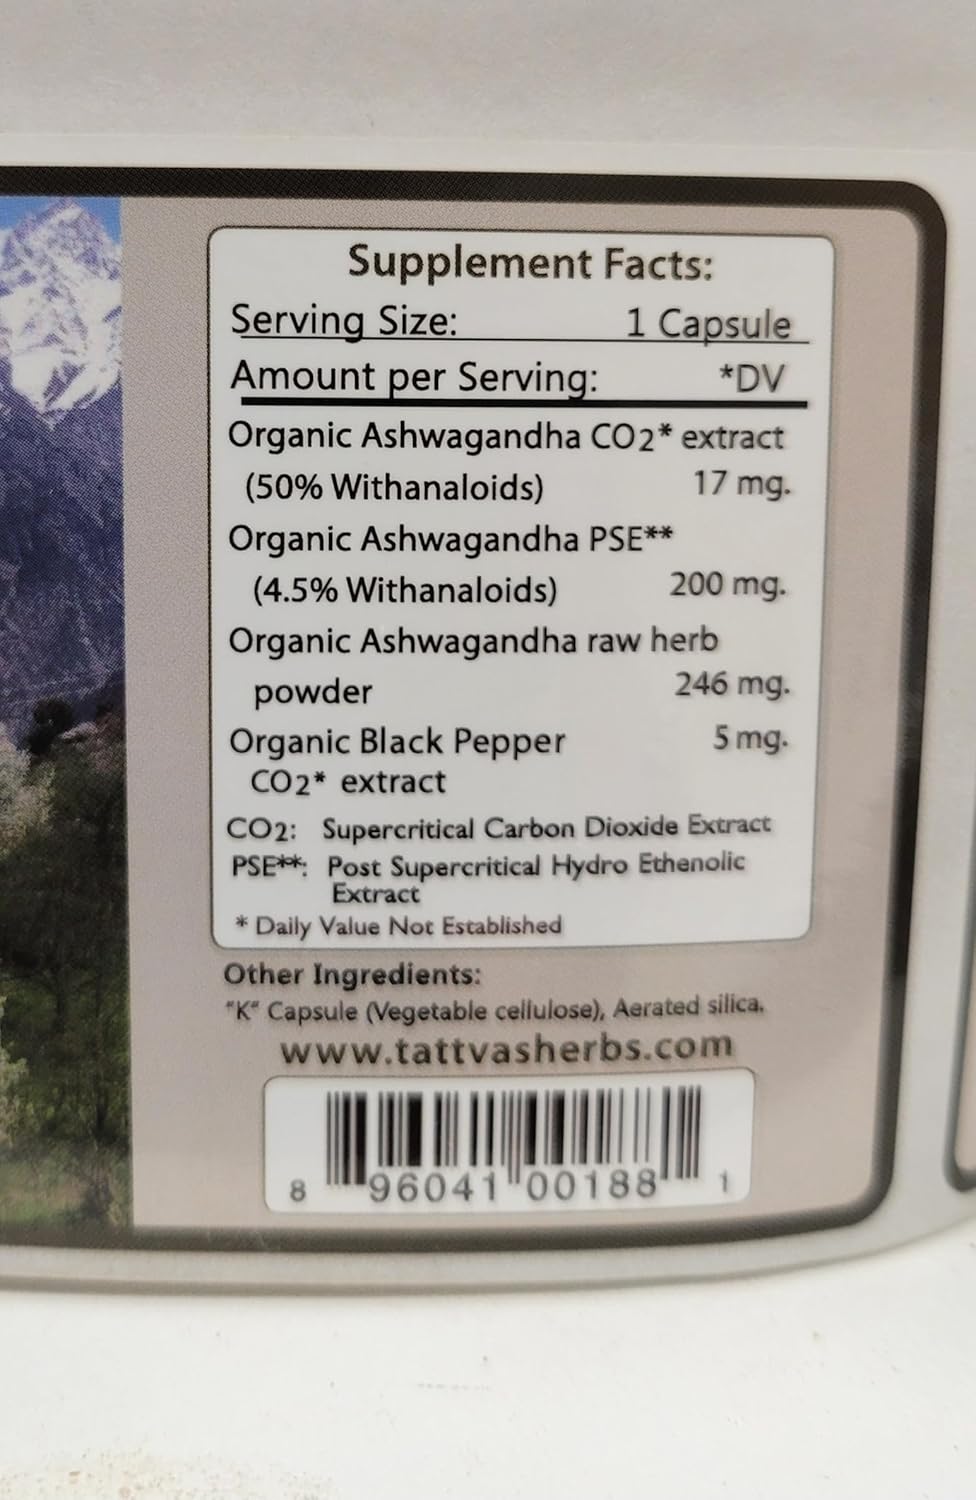 Supplement Facts:
Serving Size: 1 Capsule
Amount per Serving: *DV
Organic Ashwagandha CO2* extract
(50% Withanaloids) 17 mg.
Organic Ashwagandha PSE**
(4.5% Withanaloids) 200 mg.
Organic Ashwagandha raw herb
powder 246 mg.
Organic Black Pepper 5 mg.
CO2* extract
CO2: Supercritical Carbon Dioxide Extract
PSE**: Post Supercritical Hydro Ethenolic
Extract
* Daily Value Not Established
Other Ingredients:
"K" Capsule (Vegetable cellulose), Aerated silica.
www.tattvasherbs.com
8 96041 00188 1